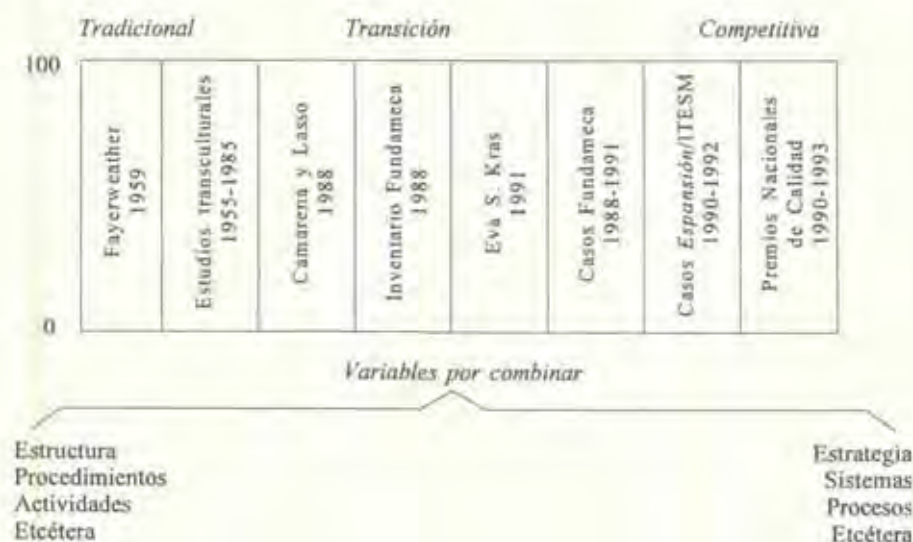 Tradicional Transición Competitiva
100
Fayerweather
1959
Estudios transculturales
1955-1985
Camarena y Lasso
1988
Inventario Fundameca
1988
Eva S. Kras
1991
Casos Fundameca
1988-1991
Casos Expansión/ITESM
1990-1992
Premios Nacionales
de Calidad
1990-1993
0
Variables por combinar
Estructura
Procedimientos
Actividades
Etcétera
Estrategia
Sistemas
Procesos
Etcétera